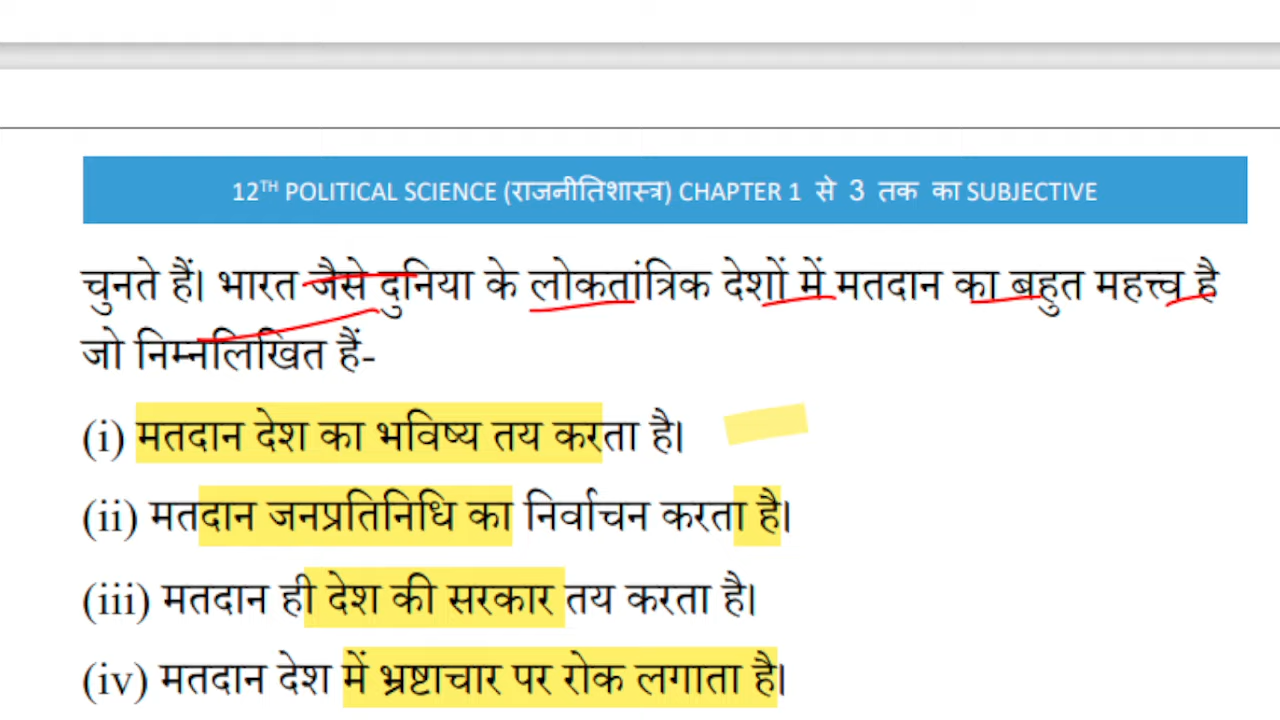 12TH POLITICAL SCIENCE (राजनीतिशास्त्र) CHAPTER 1 से 3 तक का SUBJECTIVE
चुनते हैं। भारत जैसे दुनिया के लोकतांत्रिक देशों में मतदान का बहुत महत्त्व है
जो निम्नलिखित हैं-
(i) मतदान देश का भविष्य तय करता है।
(ii) मतदान जनप्रतिनिधि का निर्वाचन करता है।
(iii) मतदान ही देश की सरकार तय करता है।
(iv) मतदान देश में भ्रष्टाचार पर रोक लगाता है।